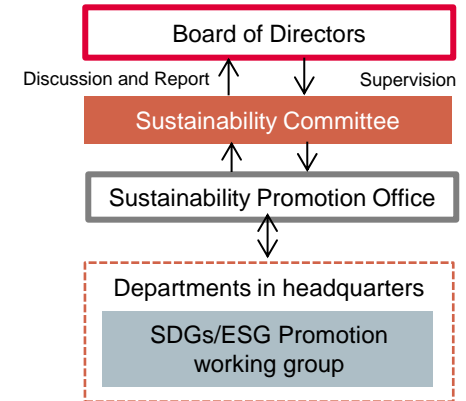 Board of Directors
Discussion and Report
Supervision
Sustainability Committee
Sustainability Promotion Office
Departments in headquarters
SDGs/ESG Promotion
working group